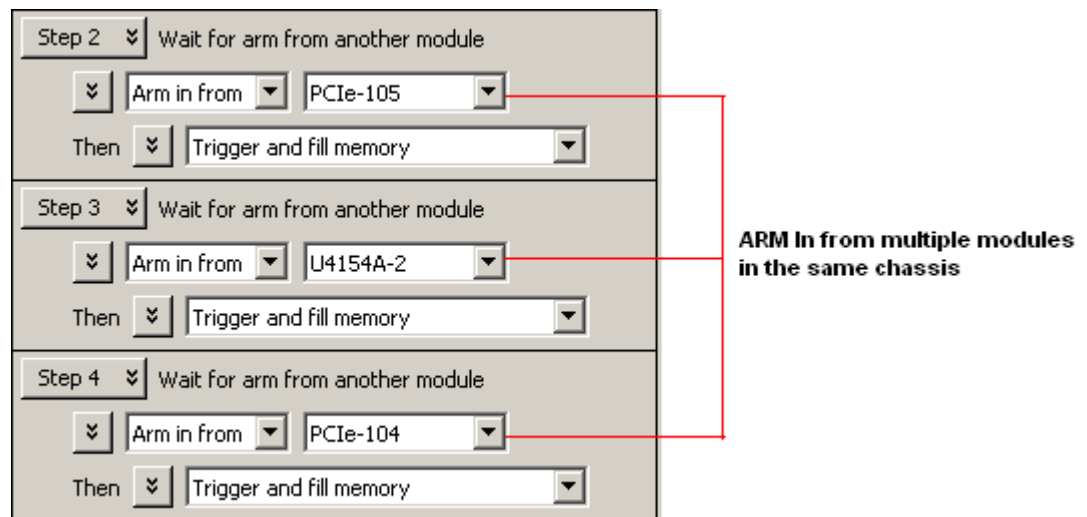 Step 2 Wait for arm from another module
Arm in from PCIe-105
Then Trigger and fill memory
Step 3 Wait for arm from another module
Arm in from U4154A-2
Then Trigger and fill memory
Step 4 Wait for arm from another module
Arm in from PCIe-104
Then Trigger and fill memory
ARM In from multiple modules
in the same chassis